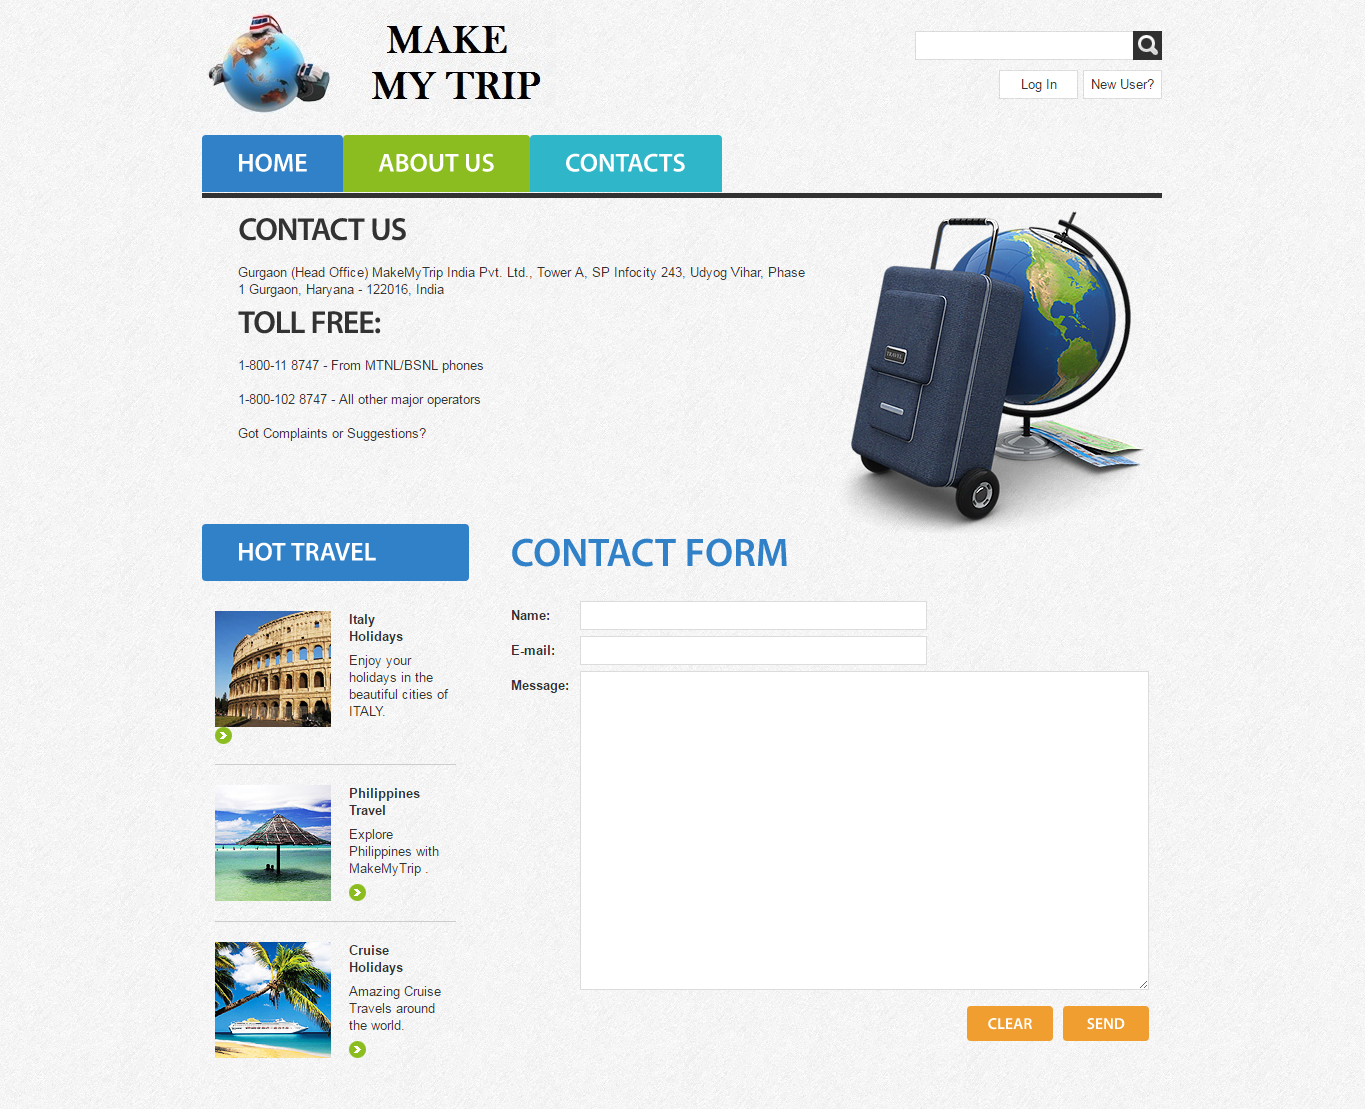 MAKE
MY TRIP
Log In
New User?
HOME
ABOUT US
CONTACTS
CONTACT US
Gurgaon (Head Office) MakeMyTrip India Pvt. Ltd., Tower A, SP Infocity 243, Udyog Vihar, Phase
1 Gurgaon, Haryana - 122016, India
TOLL FREE:
1-800-11 8747 - From MTNL/BSNL phones
1-800-102 8747 - All other major operators
Got Complaints or Suggestions?
TRAVEL
HOT TRAVEL
Italy
Holidays
Enjoy your
holidays in the
beautiful cities of
ITALY.
Philippines
Travel
Explore
Philippines with
MakeMyTrip .
Cruise
Holidays
Amazing Cruise
Travels around
the world.
CONTACT FORM
Name:
E-mail:
Message:
CLEAR
SEND